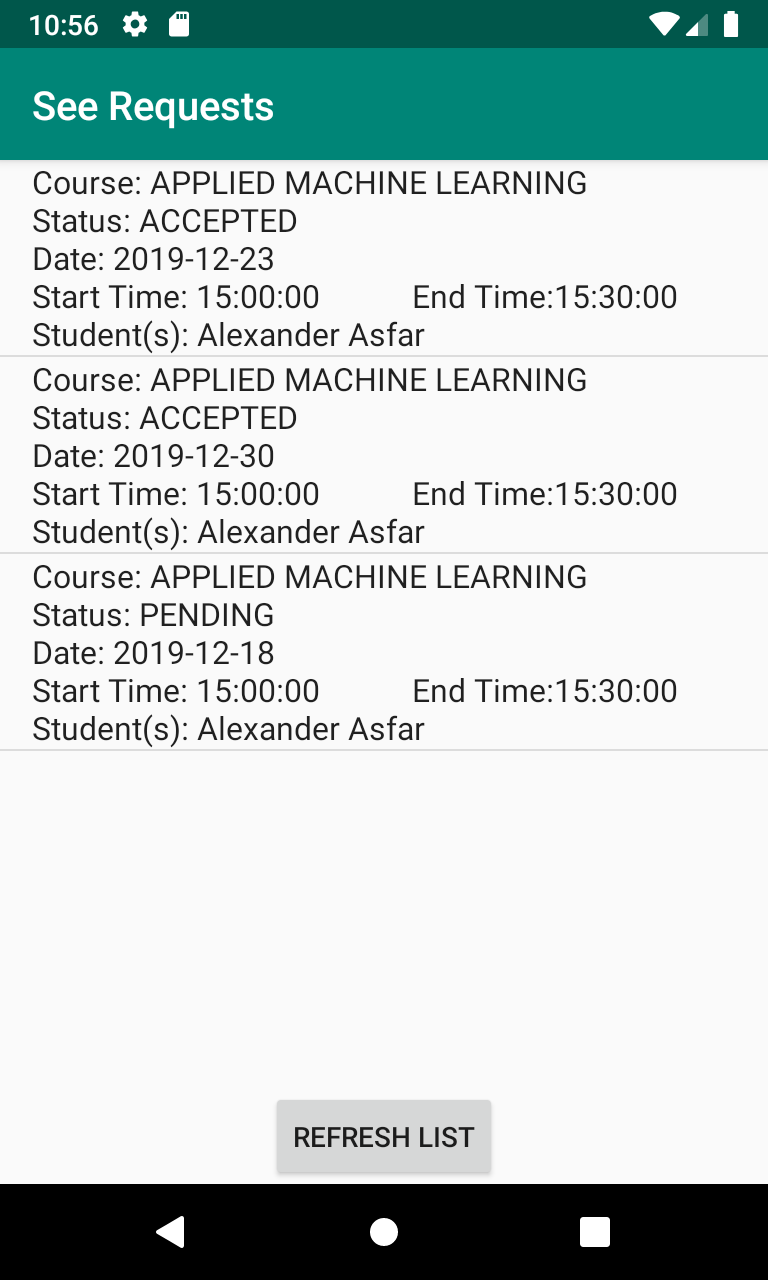 10:56
See Requests
Course: APPLIED MACHINE LEARNING
Status: ACCEPTED
Date: 2019-12-23
Start Time: 15:00:00 End Time:15:30:00
Student(s): Alexander Asfar
Course: APPLIED MACHINE LEARNING
Status: ACCEPTED
Date: 2019-12-30
Start Time: 15:00:00 End Time:15:30:00
Student(s): Alexander Asfar
Course: APPLIED MACHINE LEARNING
Status: PENDING
Date: 2019-12-18
Start Time: 15:00:00 End Time:15:30:00
Student(s): Alexander Asfar
REFRESH LIST